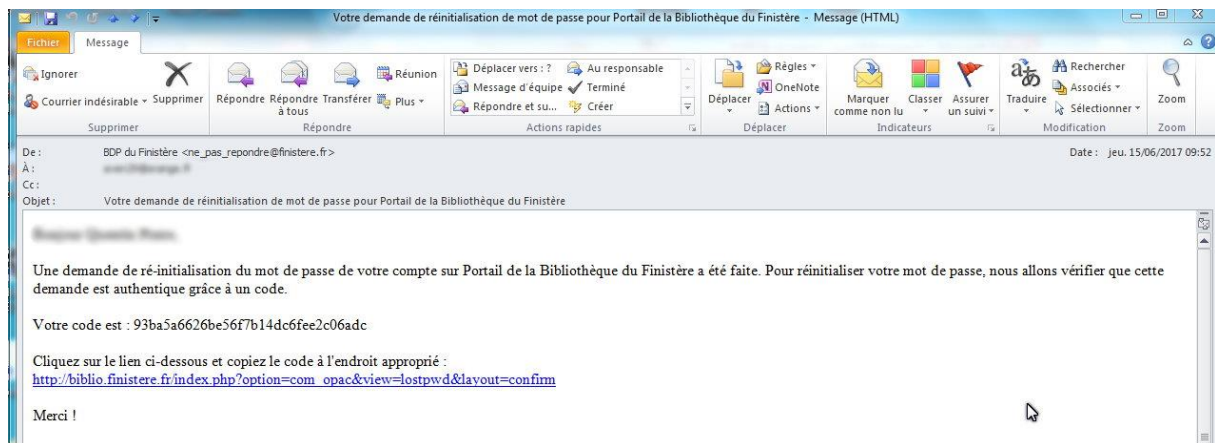 Votre demande de réinitialisation de mot de passe pour Portail de la Bibliothèque du Finistère - Message (HTML)
Fichier Message
Ignorer
Courrier indésirable
Supprimer
Supprimer
Répondre
Répondre à tous
Transférer
Réunion
Plus
Répondre
Déplacer vers : ?
Message d'équipe
Répondre et su...
Au responsable
Terminé
Créer
Actions rapides
Déplacer
Règles
OneNote
Actions
Déplacer
Marquer comme non lu
Classer
Assurer un suivi
Indicateurs
Traduire
Rechercher
Associés
Sélectionner
Modification
Zoom
Zoom
De : BDP du Finistère <ne_pas_repondre@finistere.fr>
Date : jeu. 15/06/2017 09:52
À :
Cc :
Objet : Votre demande de réinitialisation de mot de passe pour Portail de la Bibliothèque du Finistère
Une demande de ré-initialisation du mot de passe de votre compte sur Portail de la Bibliothèque du Finistère a été faite. Pour réinitialiser votre mot de passe, nous allons vérifier que cette
demande est authentique grâce à un code.
Votre code est : 93ba5a6626be56f7b14dc6fee2c06adc
Cliquez sur le lien ci-dessous et copiez le code à l'endroit approprié :
http://biblio.finistere.fr/index.php?option=com_opac&view=lostpwd&layout=confirm
Merci !